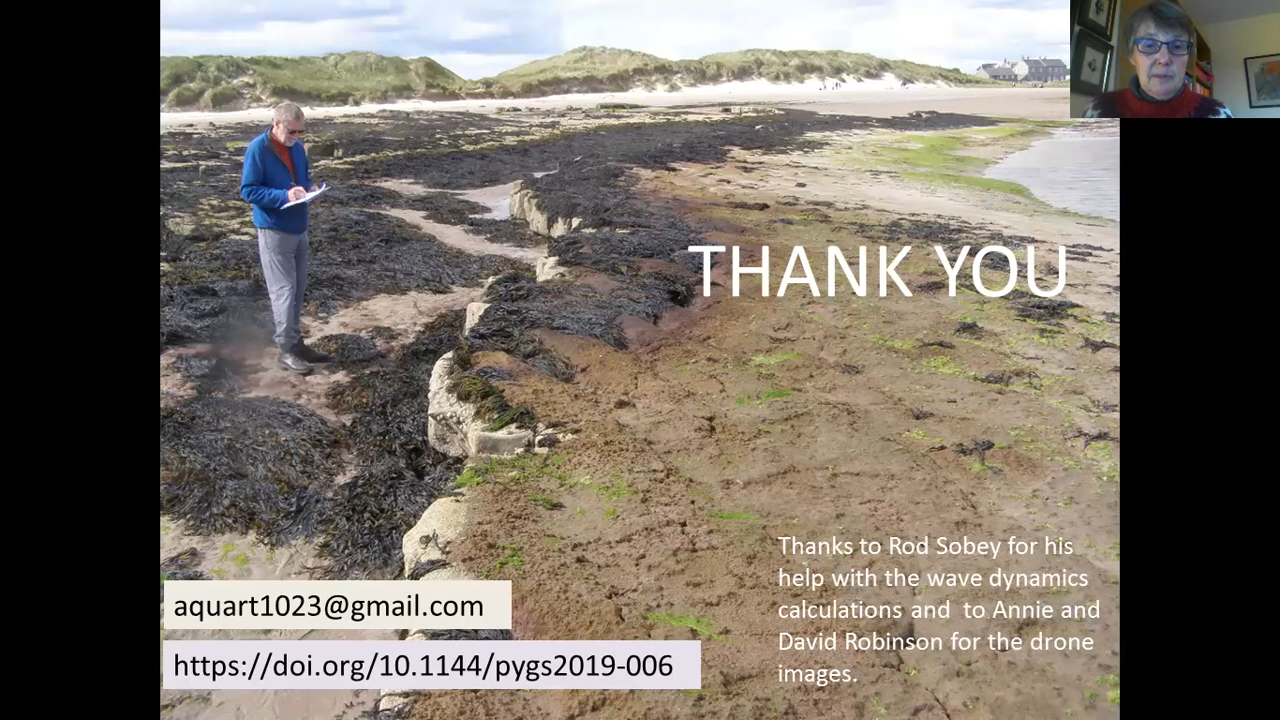 THANK YOU
Thanks to Rod Sobey for his
help with the wave dynamics
calculations and  to Annie and
David Robinson for the drone
images.
aquart1023@gmail.com
https://doi.org/10.1144/pygs2019-006